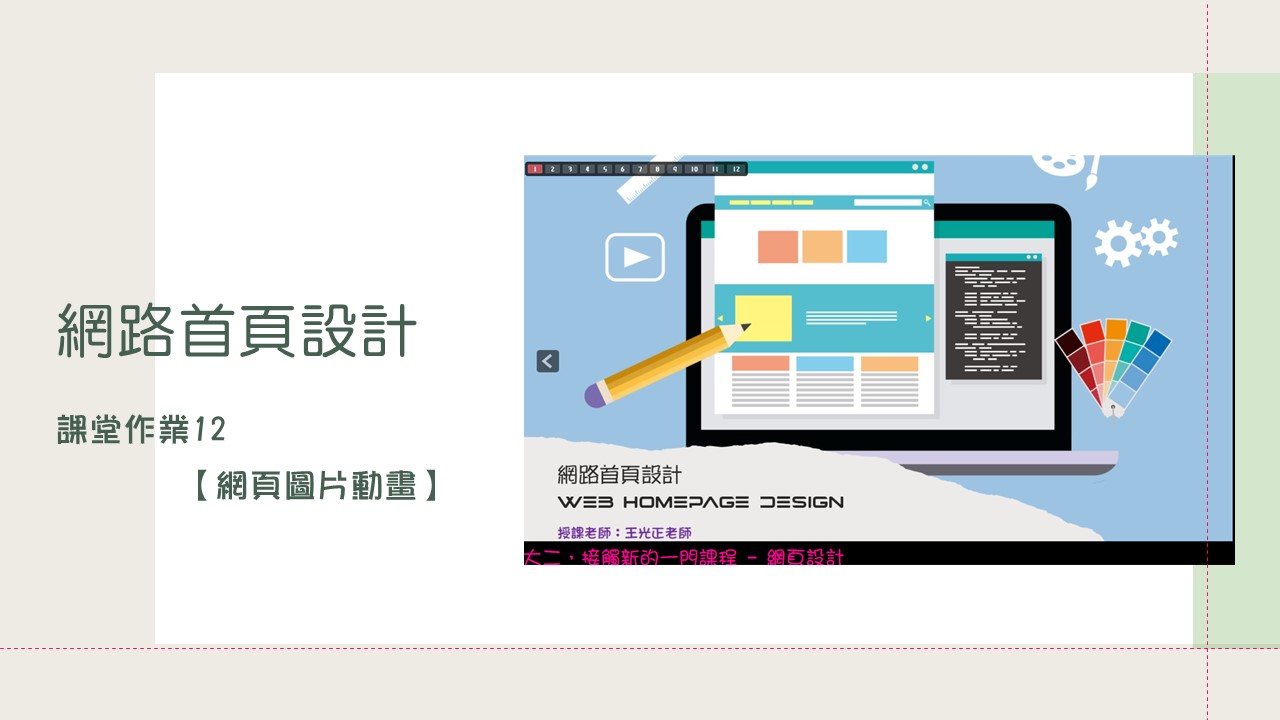 網路首頁設計
課堂作業12
【網頁圖片動畫】
1 2 3 4 5 6 7 8 9 10 11 12
網路首頁設計
WEB HOMEPAGE DESIGN
授課老師：王光正老師
大二，接觸新的一門課程 - 網頁設計